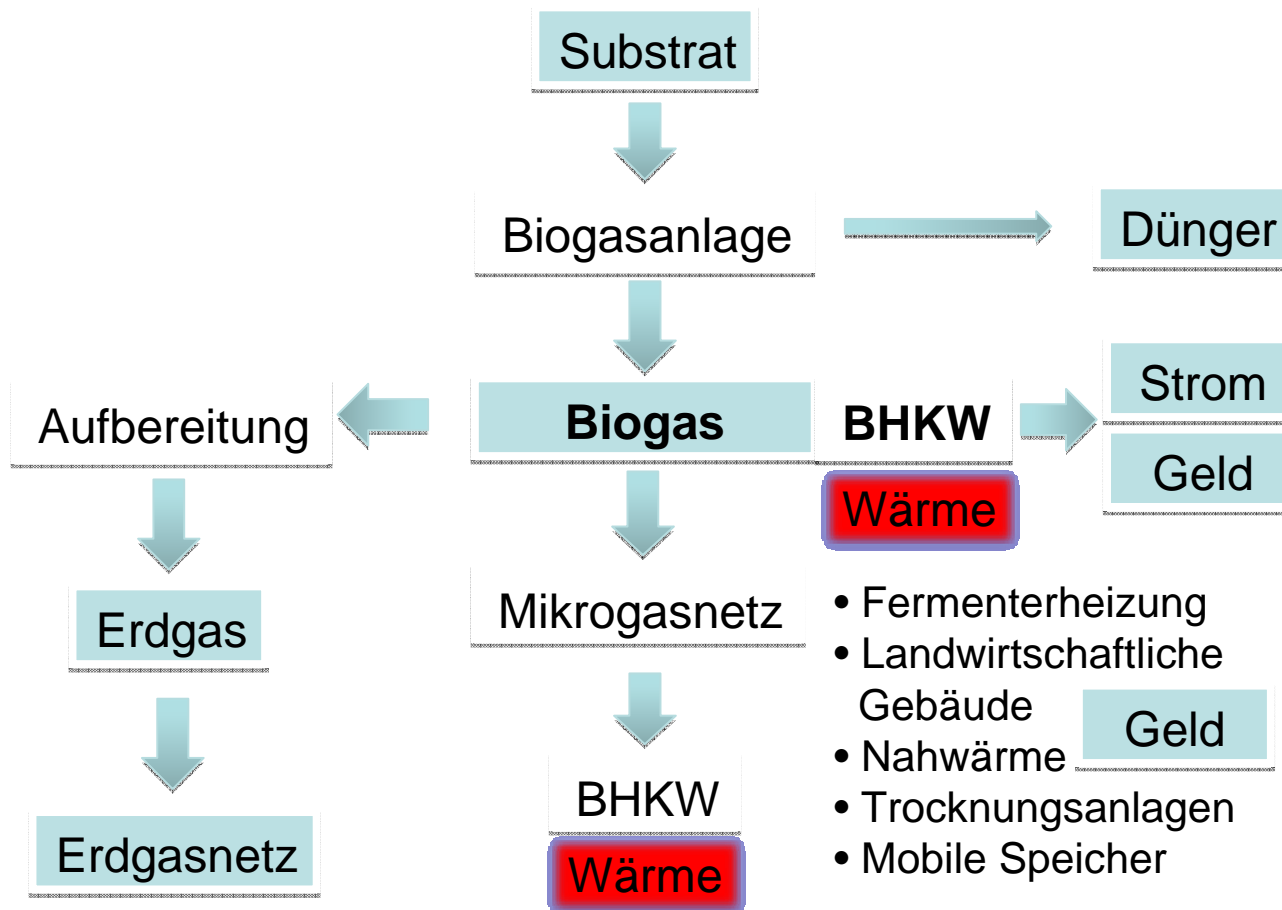 Substrat
Biogasanlage
Dünger
Aufbereitung
Biogas
BHKW
Strom
Geld
Wärme
Erdgas
Mikrogasnetz
• Fermenterheizung
• Landwirtschaftliche
Gebäude
Geld
• Nahwärme
• Trocknungsanlagen
• Mobile Speicher
BHKW
Wärme
Erdgasnetz